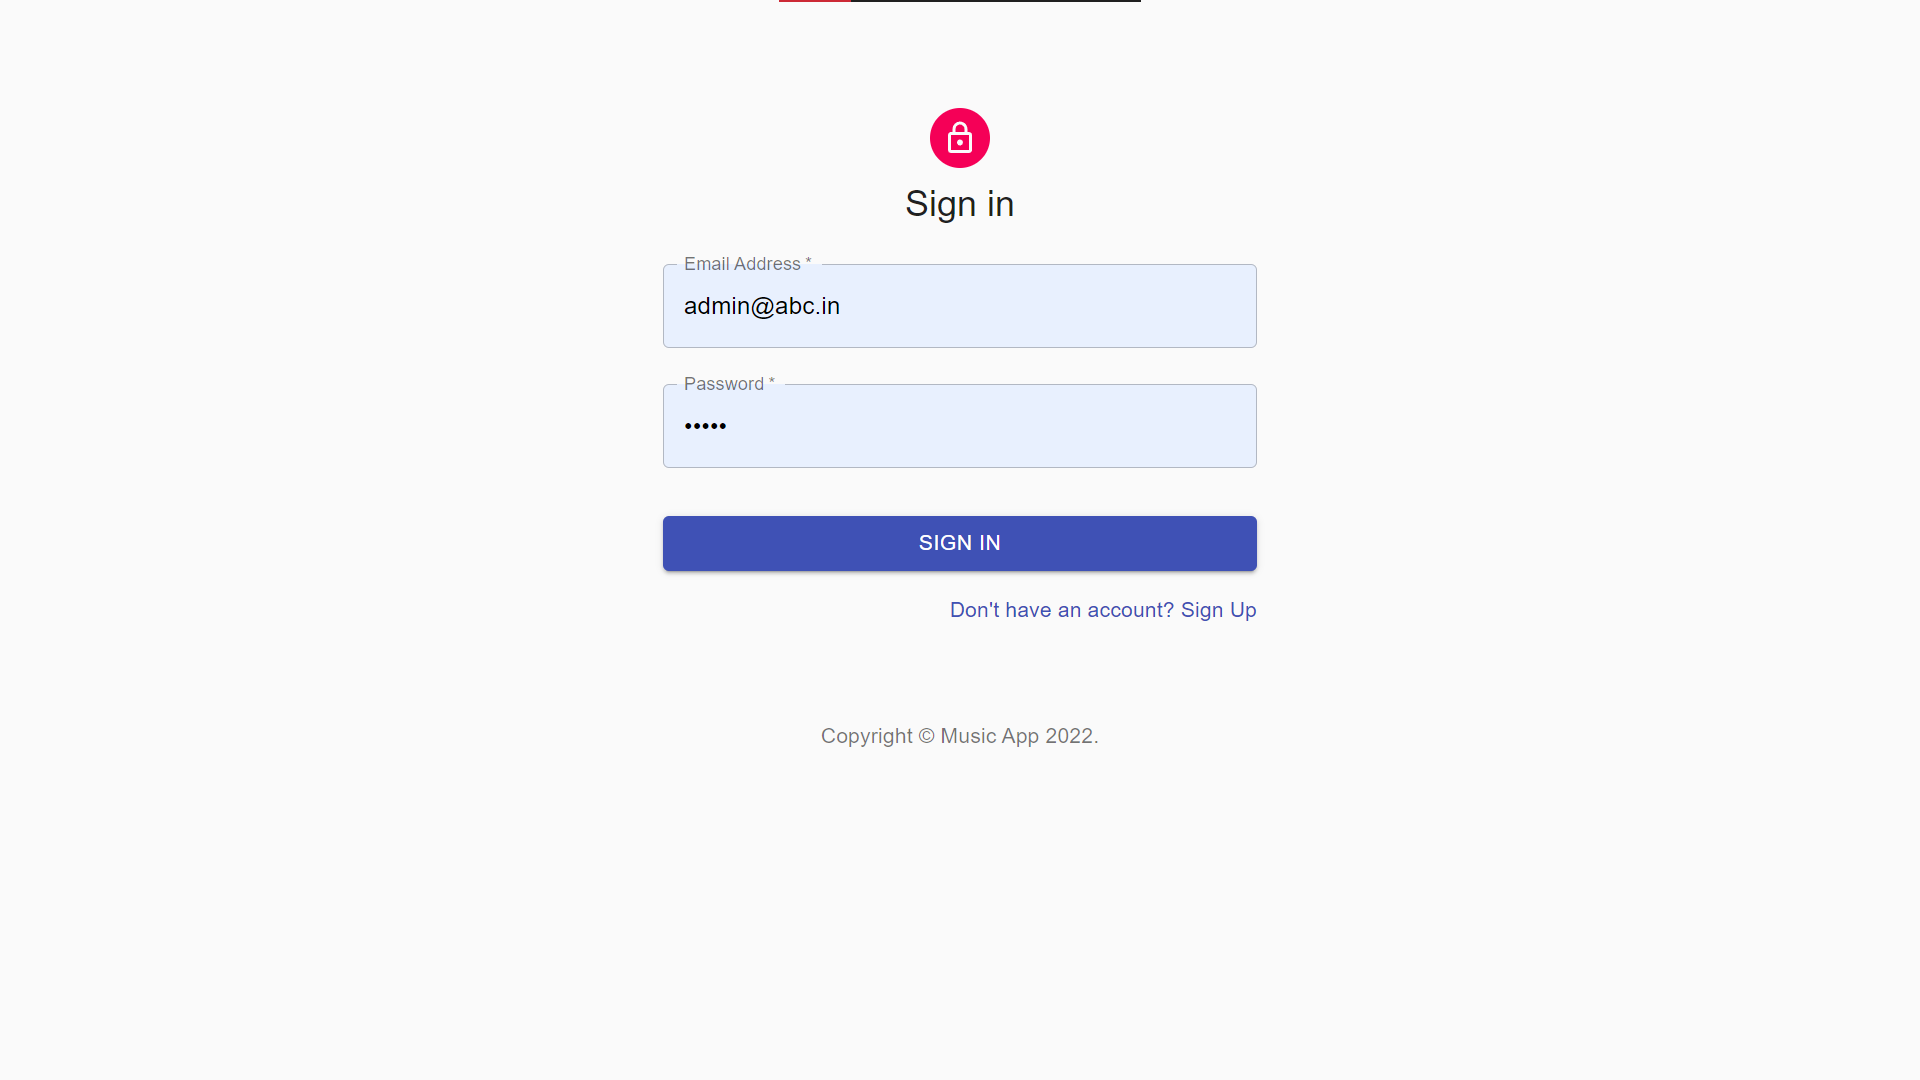 Sign in
Email Address *
admin@abc.in
Password *
•••••
SIGN IN
Don't have an account? Sign Up
Copyright © Music App 2022.